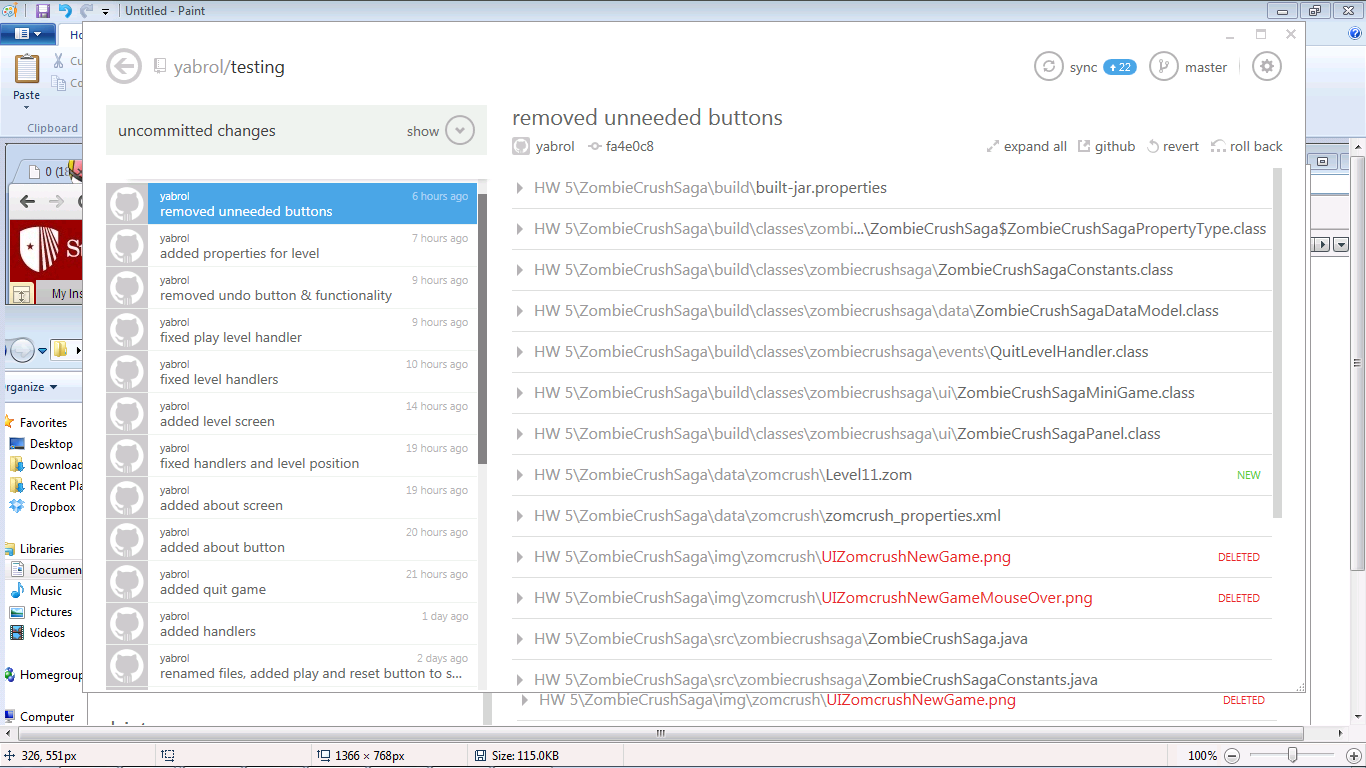 Untitled - Paint
Paste
Clipboard
yabrol/testing
sync 22 master
uncommitted changes show
yabrol 6 hours ago
removed unneeded buttons
yabrol 7 hours ago
added properties for level
yabrol 9 hours ago
removed undo button & functionality
yabrol 9 hours ago
fixed play level handler
yabrol 10 hours ago
fixed level handlers
yabrol 14 hours ago
added level screen
yabrol 19 hours ago
fixed handlers and level position
yabrol 19 hours ago
added about screen
yabrol 20 hours ago
added about button
yabrol 21 hours ago
added quit game
yabrol 1 day ago
added handlers
yabrol 2 days ago
renamed files, added play and reset button to s...
removed unneeded buttons
yabrol fa4e0c8 expand all github revert roll back
HW 5\ZombieCrushSaga\build\built-jar.properties
HW 5\ZombieCrushSaga\build\classes\zombi...\ZombieCrushSaga$ZombieCrushSagaPropertyType.class
HW 5\ZombieCrushSaga\build\classes\zombiecrushsaga\ZombieCrushSagaConstants.class
HW 5\ZombieCrushSaga\build\classes\zombiecrushsaga\data\ZombieCrushSagaDataModel.class
HW 5\ZombieCrushSaga\build\classes\zombiecrushsaga\events\QuitLevelHandler.class
HW 5\ZombieCrushSaga\build\classes\zombiecrushsaga\ui\ZombieCrushSagaMiniGame.class
HW 5\ZombieCrushSaga\build\classes\zombiecrushsaga\ui\ZombieCrushSagaPanel.class
HW 5\ZombieCrushSaga\data\zomcrush\Level11.zom NEW
HW 5\ZombieCrushSaga\data\zomcrush\zomcrush_properties.xml
HW 5\ZombieCrushSaga\img\zomcrush\UIZomcrushNewGame.png DELETED
HW 5\ZombieCrushSaga\img\zomcrush\UIZomcrushNewGameMouseOver.png DELETED
HW 5\ZombieCrushSaga\src\zombiecrushsaga\ZombieCrushSaga.java
HW 5\ZombieCrushSaga\src\zombiecrushsaga\ZombieCrushSagaConstants.java
HW 5\ZombieCrushSaga\img\zomcrush\UIZomcrushNewGame.png DELETED
0 (18
My Ins
rganize
Favorites
Desktop
Downloac
Recent Pla
Dropbox
Libraries
Documen
Music
Pictures
Videos
Homegroup
Computer
326, 551px 1366 × 768px Size: 115.0KB 100%